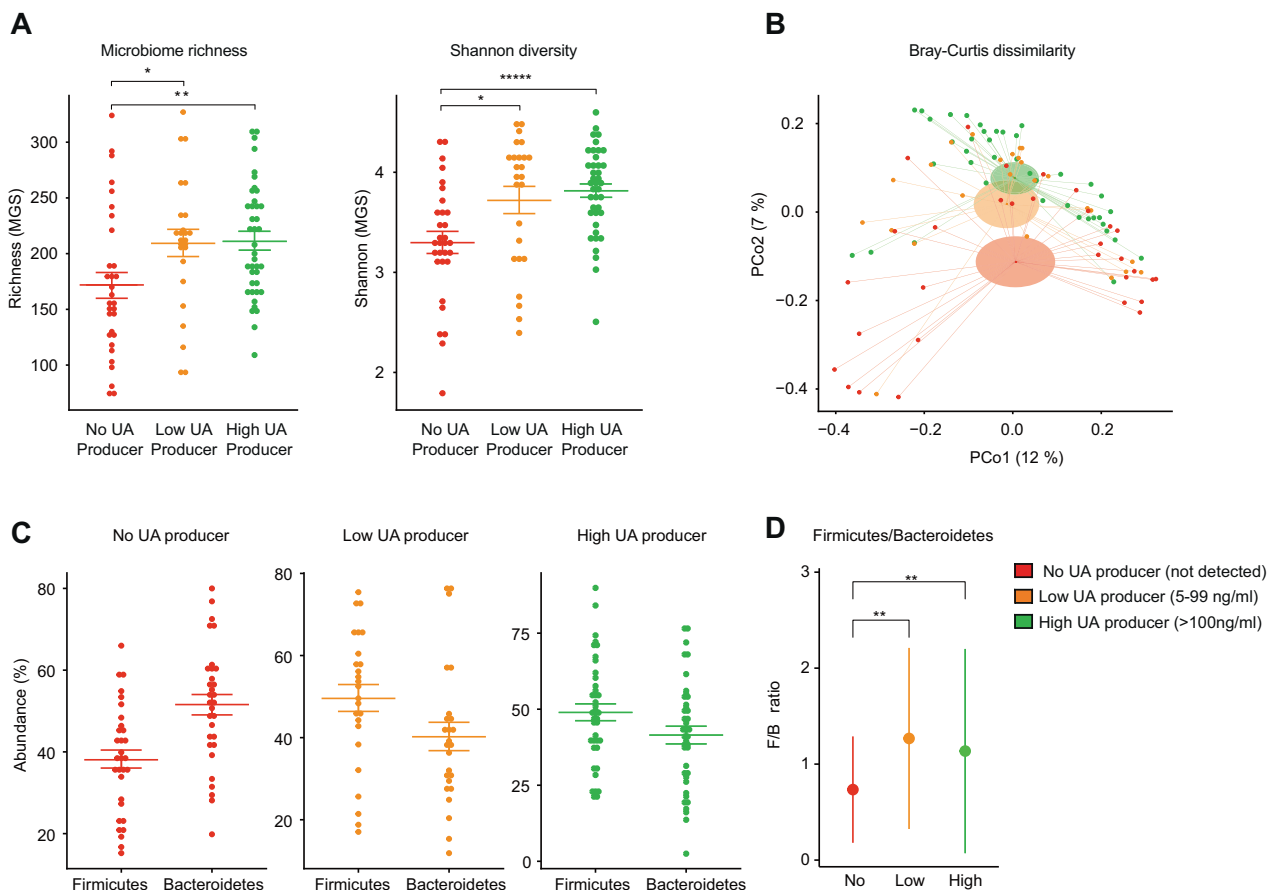 A
Microbiome richness
*
**
Richness (MGS)
300
250
200
150
100
No UA
Producer
Low UA
Producer
High UA
Producer
Shannon diversity
*****
*
Shannon (MGS)
4
3
2
No UA
Producer
Low UA
Producer
High UA
Producer
B
Bray-Curtis dissimilarity
PCo2 (7 %)
0.2
0.0
−0.2
−0.4
−0.4
−0.2
0.0
0.2
PCo1 (12 %)
C
No UA producer
Abundance (%)
80
60
40
20
Firmicutes
Bacteroidetes
Low UA producer
80
60
40
20
Firmicutes
Bacteroidetes
High UA producer
75
50
25
0
Firmicutes
Bacteroidetes
D
Firmicutes/Bacteroidetes
**
**
F/B ratio
3
2
1
0
No
Low
High
No UA producer (not detected)
Low UA producer (5-99 ng/ml)
High UA producer (>100ng/ml)